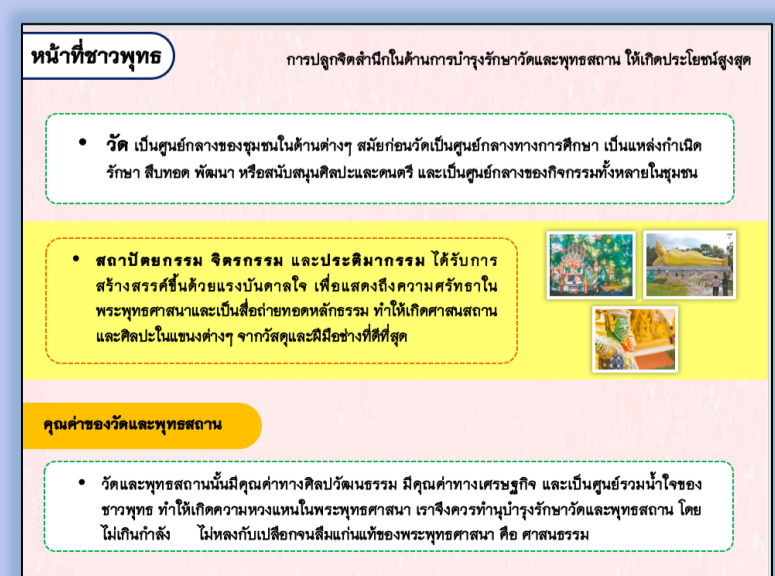 หน้าที่ชาวพุทธ
การปลูกจิตสำนึกในด้านการบำรุงรักษาวัดและพุทธสถาน ให้เกิดประโยชน์สูงสุด
• วัด เป็นศูนย์กลางของชุมชนในด้านต่างๆ สมัยก่อนวัดเป็นศูนย์กลางทางการศึกษา เป็นแหล่งกำเนิด
รักษา สืบทอด พัฒนา หรือสนับสนุนศิลปะและดนตรี และเป็นศูนย์กลางของกิจกรรมทั้งหลายในชุมชน
• สถาปัตยกรรม จิตรกรรม และประติมากรรม ได้รับการ
สร้างสรรค์ขึ้นด้วยแรงบันดาลใจ เพื่อแสดงถึงความศรัทธาใน
พระพุทธศาสนาและเป็นสื่อถ่ายทอดหลักธรรม ทำให้เกิดศาสนสถาน
และศิลปะในแขนงต่างๆ จากวัสดุและฝีมือช่างที่ดีที่สุด
คุณค่าของวัดและพุทธสถาน
• วัดและพุทธสถานนั้นมีคุณค่าทางศิลปวัฒนธรรม มีคุณค่าทางเศรษฐกิจ และเป็นศูนย์รวมน้ำใจของ
ชาวพุทธ ทำให้เกิดความหวงแหนในพระพุทธศาสนา เราจึงควรทำนุบำรุงรักษาวัดและพุทธสถาน โดย
ไม่เกินกำลัง ไม่หลงกับเปลือกจนลืมแก่นแท้ของพระพุทธศาสนา คือ ศาสนธรรม